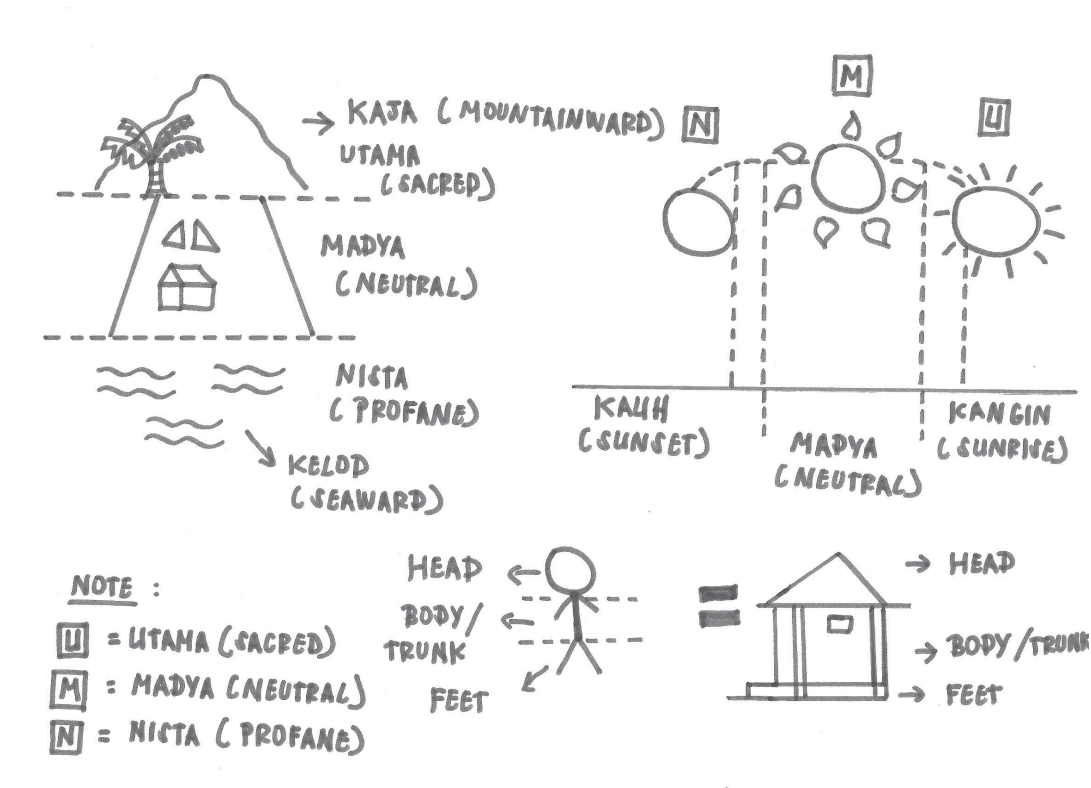 KAJA (MOUNTAINWARD)
UTAMA
(SACRED)
MADYA
(NEUTRAL)
NISTA
(PROFANE)
KELOD
(SEAWARD)
N
M
U
KAUH
(SUNSET)
MADYA
(NEUTRAL)
KANGIN
(SUNRISE)
NOTE :
U = UTAMA (SACRED)
M = MADYA (NEUTRAL)
N = NISTA (PROFANE)
HEAD
BODY/
TRUNK
FEET
HEAD
BODY/TRUNK
FEET